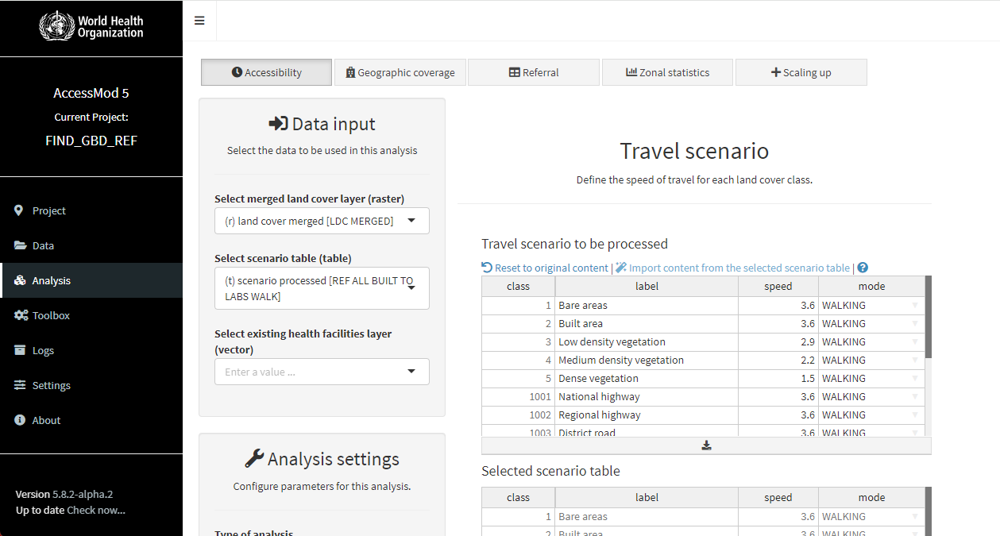 World Health
Organization
AccessMod 5
Current Project:
FIND_GBD_REF
Project
Data
Analysis
Toolbox
Logs
Settings
About
Version 5.8.2-alpha.2
Up to date Check now...
Accessibility
Geographic coverage
Referral
Zonal statistics
Scaling up
Data input
Select the data to be used in this analysis
Select merged land cover layer (raster)
(r) land cover merged [LDC MERGED]
Select scenario table (table)
(t) scenario processed [REF ALL BUILT TO
LABS WALK]
Select existing health facilities layer
(vector)
Enter a value ...
Analysis settings
Configure parameters for this analysis.
Type of analysis
Travel scenario
Define the speed of travel for each land cover class.
Travel scenario to be processed
Reset to original content | Import content from the selected scenario table |
class label speed mode
1 Bare areas 3.6 WALKING
2 Built area 3.6 WALKING
3 Low density vegetation 2.9 WALKING
4 Medium density vegetation 2.2 WALKING
5 Dense vegetation 1.5 WALKING
1001 National highway 3.6 WALKING
1002 Regional highway 3.6 WALKING
1003 District road 3.6 WALKING
Selected scenario table
class label speed mode
1 Bare areas 3.6 WALKING
2 Built area 3.6 WALKING